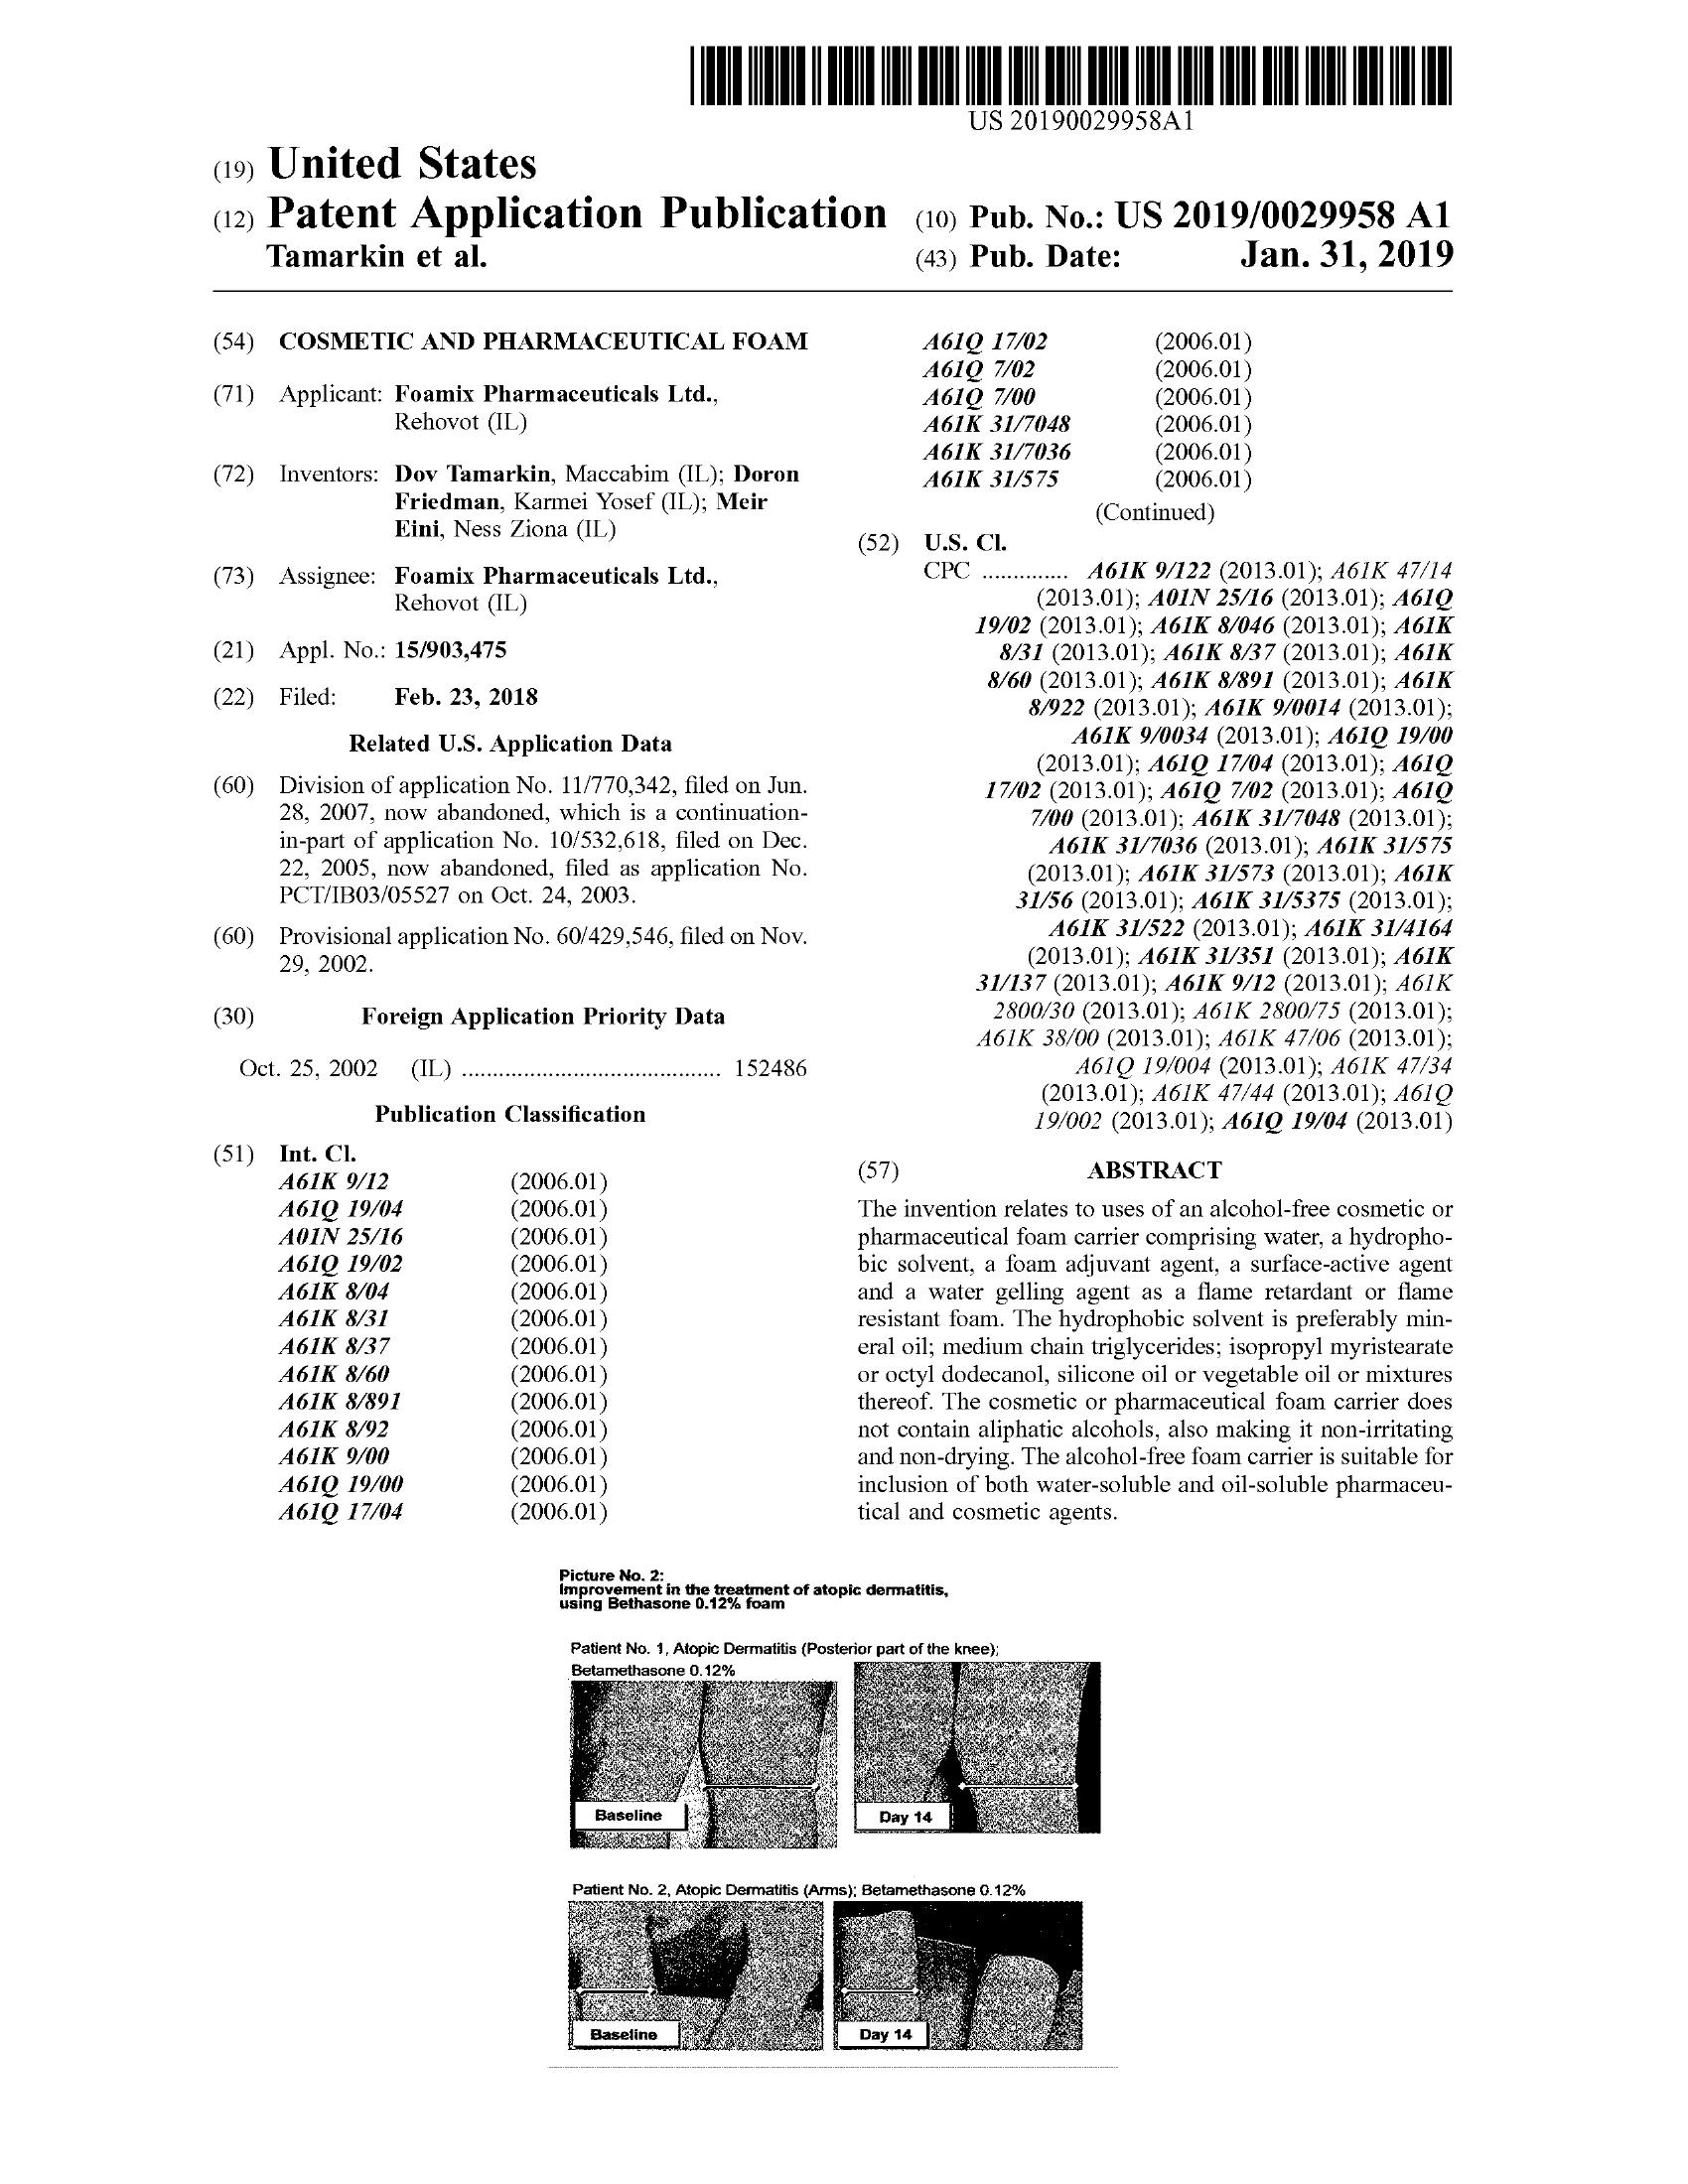 US 20190029958A1
(19) United States
(12) Patent Application Publication
Tamarkin et al.
(10) Pub. No.: US 2019/0029958 A1
(43) Pub. Date: Jan. 31, 2019
(54) COSMETIC AND PHARMACEUTICAL FOAM
(71) Applicant: Foamix Pharmaceuticals Ltd.,
Rehovot (IL)
(72) Inventors: Dov Tamarkin, Maccabim (IL); Doron
Friedman, Karmei Yosef (IL); Meir
Eini, Ness Ziona (IL)
(73) Assignee: Foamix Pharmaceuticals Ltd.,
Rehovot (IL)
(21) Appl. No.: 15/903,475
(22) Filed: Feb. 23, 2018
Related U.S. Application Data
(60) Division of application No. 11/770,342, filed on Jun.
28, 2007, now abandoned, which is a continuation-
in-part of application No. 10/532,618, filed on Dec.
22, 2005, now abandoned, filed as application No.
PCT/IB03/05527 on Oct. 24, 2003.
(60) Provisional application No. 60/429,546, filed on Nov.
29, 2002.
(30) Foreign Application Priority Data
Oct. 25, 2002 (IL) ........................................ 152486
Publication Classification
(51) Int. Cl.
A61K 9/12 (2006.01)
A61Q 19/04 (2006.01)
A01N 25/16 (2006.01)
A61Q 19/02 (2006.01)
A61K 8/04 (2006.01)
A61K 8/31 (2006.01)
A61K 8/37 (2006.01)
A61K 8/60 (2006.01)
A61K 8/891 (2006.01)
A61K 8/92 (2006.01)
A61K 9/00 (2006.01)
A61Q 19/00 (2006.01)
A61Q 17/04 (2006.01)
A61Q 17/02 (2006.01)
A61Q 7/02 (2006.01)
A61Q 7/00 (2006.01)
A61K 31/7048 (2006.01)
A61K 31/7036 (2006.01)
A61K 31/575 (2006.01)
(Continued)
(52) U.S. Cl.
CPC .............. A61K 9/122 (2013.01); A61K 47/14
(2013.01); A01N 25/16 (2013.01); A61Q
19/02 (2013.01); A61K 8/046 (2013.01); A61K
8/31 (2013.01); A61K 8/37 (2013.01); A61K
8/60 (2013.01); A61K 8/891 (2013.01); A61K
8/922 (2013.01); A61K 9/0014 (2013.01);
A61K 9/0034 (2013.01); A61Q 19/00
(2013.01); A61Q 17/04 (2013.01); A61Q
17/02 (2013.01); A61Q 7/02 (2013.01); A61Q
7/00 (2013.01); A61K 31/7048 (2013.01);
A61K 31/7036 (2013.01); A61K 31/575
(2013.01); A61K 31/573 (2013.01); A61K
31/56 (2013.01); A61K 31/5375 (2013.01);
A61K 31/522 (2013.01); A61K 31/4164
(2013.01); A61K 31/351 (2013.01); A61K
31/137 (2013.01); A61K 9/12 (2013.01); A61K
2800/30 (2013.01); A61K 2800/75 (2013.01);
A61K 38/00 (2013.01); A61K 47/06 (2013.01);
A61Q 19/004 (2013.01); A61K 47/34
(2013.01); A61K 47/44 (2013.01); A61Q
19/002 (2013.01); A61Q 19/04 (2013.01)
(57) ABSTRACT
The invention relates to uses of an alcohol-free cosmetic or
pharmaceutical foam carrier comprising water, a hydropho-
bic solvent, a foam adjuvant agent, a surface-active agent
and a water gelling agent as a flame retardant or flame
resistant foam. The hydrophobic solvent is preferably min-
eral oil; medium chain triglycerides; isopropyl myristearate
or octyl dodecanol, silicone oil or vegetable oil or mixtures
thereof. The cosmetic or pharmaceutical foam carrier does
not contain aliphatic alcohols, also making it non-irritating
and non-drying. The alcohol-free foam carrier is suitable for
inclusion of both water-soluble and oil-soluble pharmaceu-
tical and cosmetic agents.
Picture No. 2:
Improvement in the treatment of atopic dermatitis,
using Bethasone 0.12% foam
Patient No. 1, Atopic Dermatitis (Posterior part of the knee);
Betamethasone 0.12%
Baseline
Day 14
Patient No. 2, Atopic Dermatitis (Arms); Betamethasone 0.12%
Baseline
Day 14